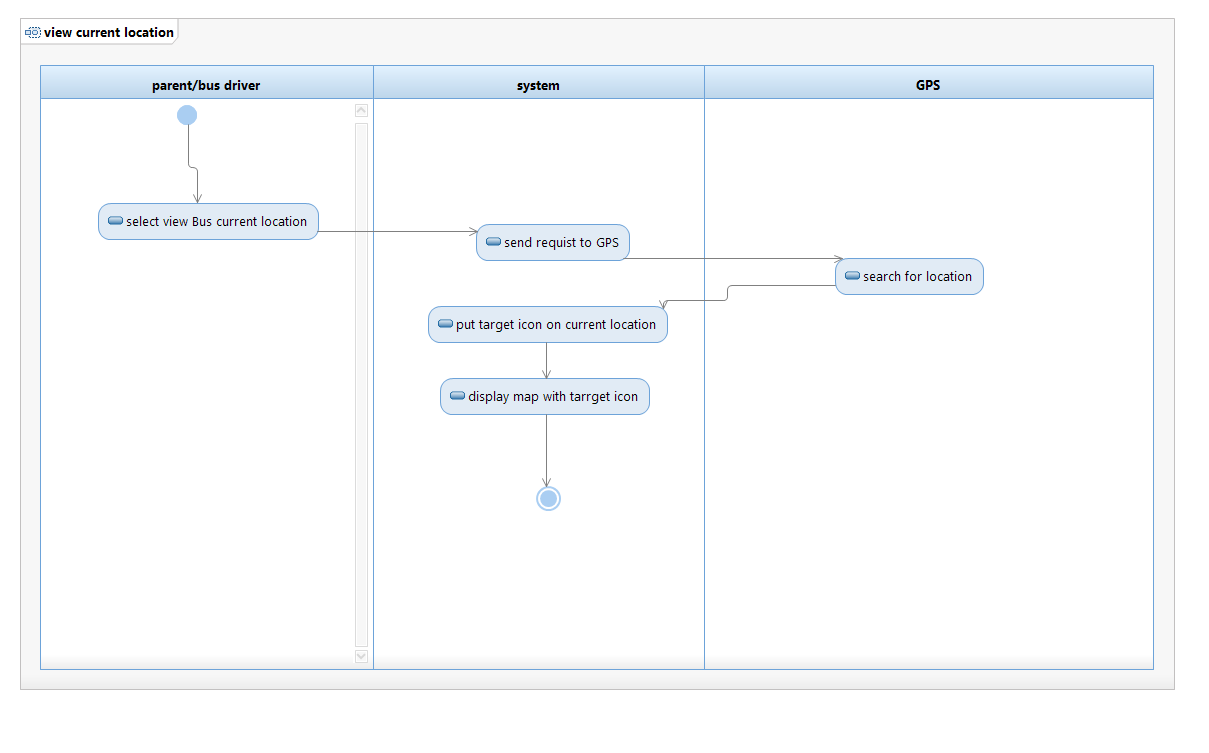 view current location
parent/bus driver
system
GPS
select view Bus current location
send requist to GPS
search for location
put target icon on current location
display map with tarrget icon